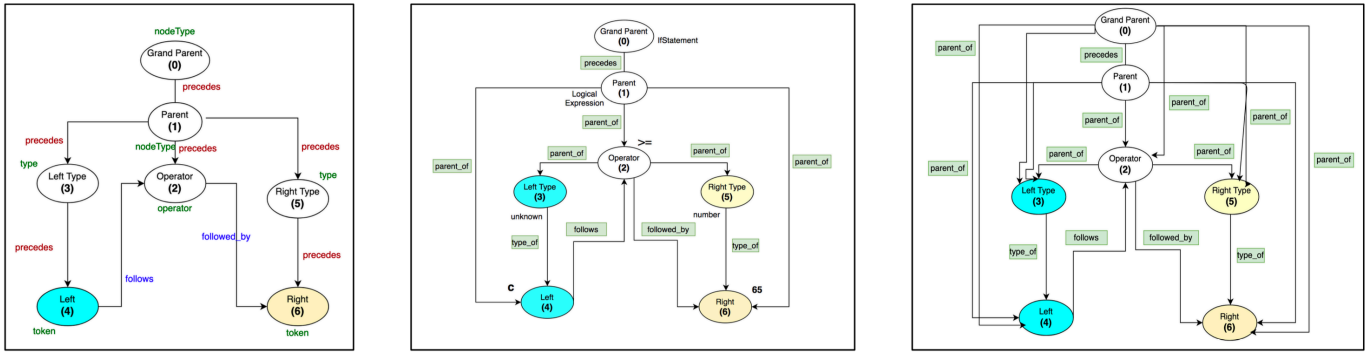 nodeType
Grand Parent
(0)
precedes
Parent
(1)
precedes
nodeType
precedes
precedes
type
Left Type
(3)
Operator
(2)
operator
type
Right Type
(5)
precedes
followed_by
precedes
follows
Left
(4)
token
Right
(6)
token
Grand Parent
(0)
IfStatement
precedes
Parent
(1)
Logical
Expression
parent_of
>=
parent_of
parent_of
parent_of
parent_of
Operator
(2)
Left Type
(3)
unknown
Right Type
(5)
number
type_of
follows
followed_by
type_of
C
Left
(4)
65
Right
(6)
Grand Parent
(0)
parent_of
precedes
Parent
(1)
parent_of
parent_of
parent_of
parent_of
parent_of
parent_of
parent_of
Operator
(2)
Left Type
(3)
Right Type
(5)
type_of
follows
followed_by
type_of
Left
(4)
Right
(6)